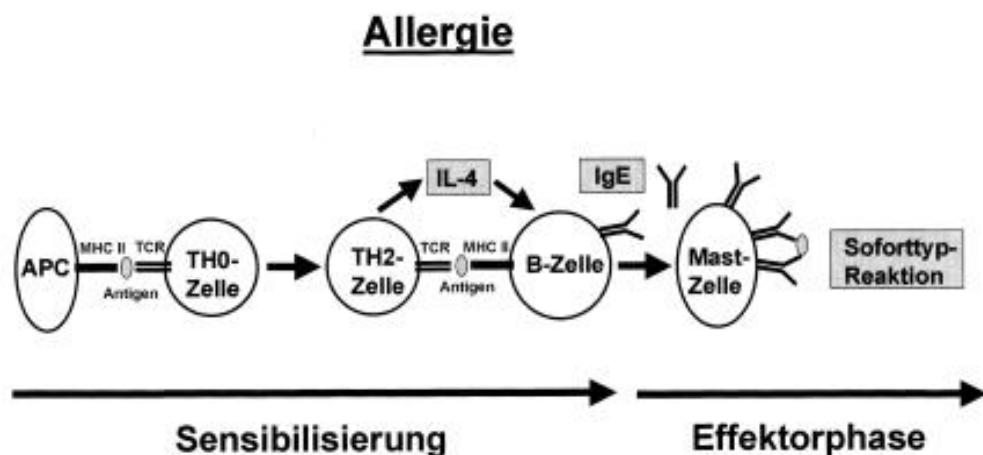 Allergie
IL-4
IgE
APC
MHC II
TCR
Antigen
TH0-
Zelle
TH2-
Zelle
TCR
MHC II
Antigen
B-Zelle
Mast-
Zelle
Soforttyp-
Reaktion
Sensibilisierung
Effektorphase